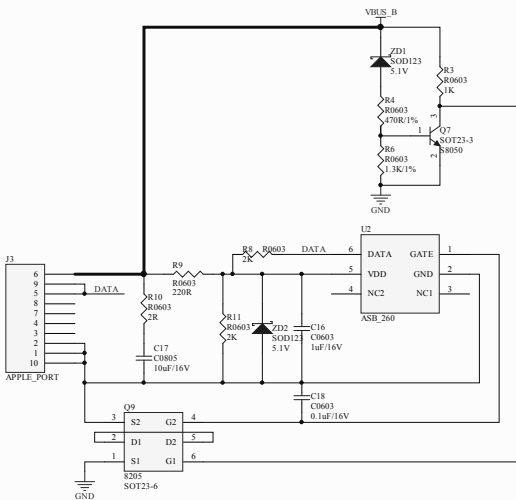 VBUS_B
ZD1
SOD123
5.1V
R3
R0603
1K
R4
R0603
470R/1%
3
1
Q7
SOT23-3
S8050
2
R6
R0603
1.3K/1%
GND
U2
J3
R8 R0603 DATA 6 DATA GATE 1
2K
6
R9
R0603
220R
5 VDD GND 2
9
5 DATA
4 NC2 NC1 3
8
7
4
3
2
1
10
APPLE_PORT
R10
R0603
2R
R11
R0603
2K
ZD2
SOD123
5.1V
C16
C0603
1uF/16V
ASB_260
C17
C0805
10uF/16V
C18
C0603
0.1uF/16V
Q9
3 S2 G2 4
2 D1 D2 5
1 S1 G1 6
8205
SOT23-6
GND